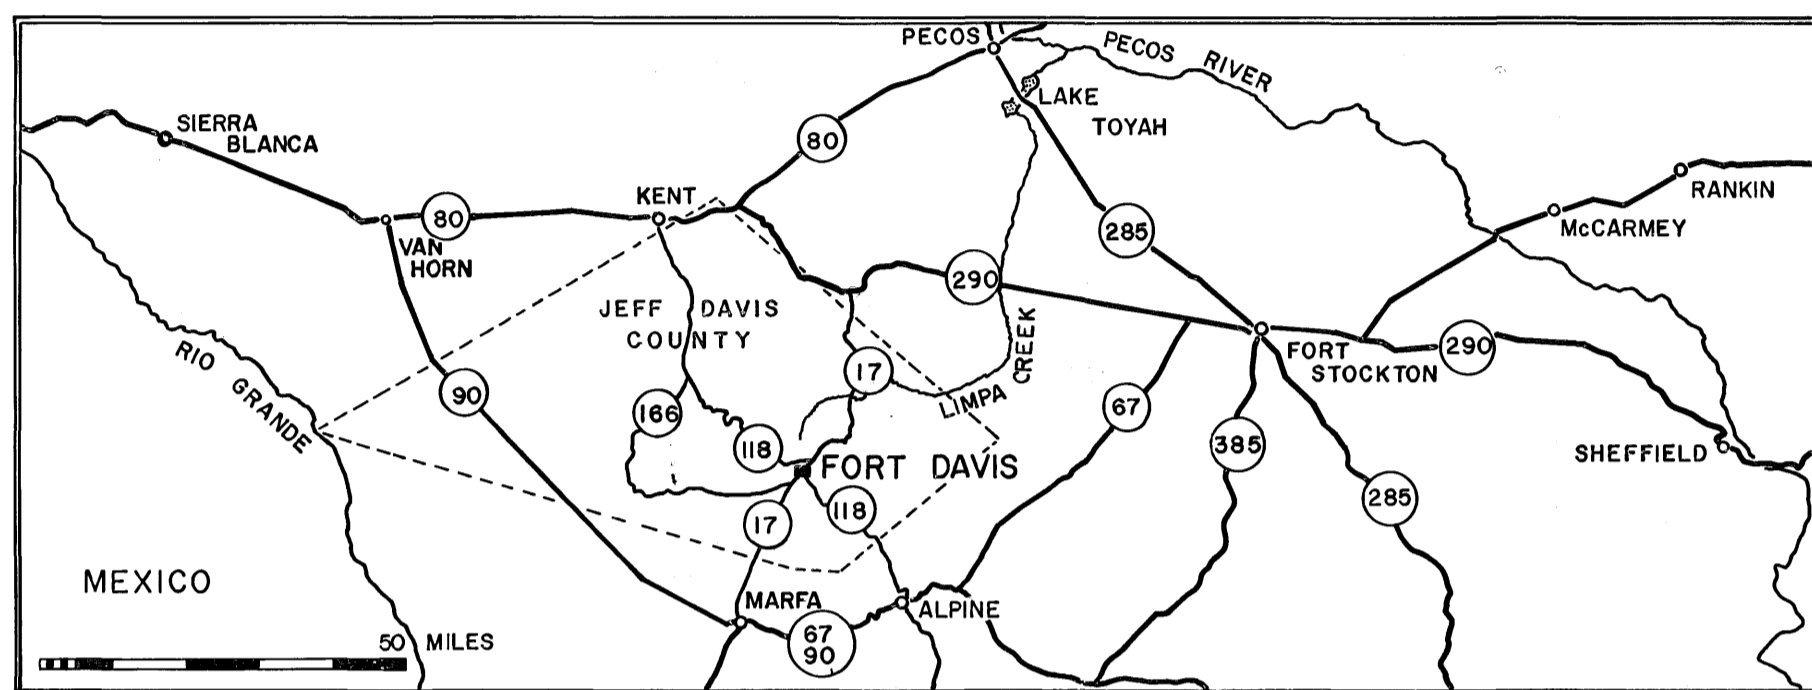 PECOS
PECOS RIVER
LAKE
TOYAH
SIERRA
BLANCA
80
KENT
RANKIN
80
285
McCARMEY
VAN
HORN
290
JEFF DAVIS
COUNTY
CREEK
RIO GRANDE
FORT
STOCKTON
290
17
LIMPA
90
166
67
118
385
SHEFFIELD
FORT DAVIS
285
17
118
MEXICO
MARFA
ALPINE
67
90
50 MILES